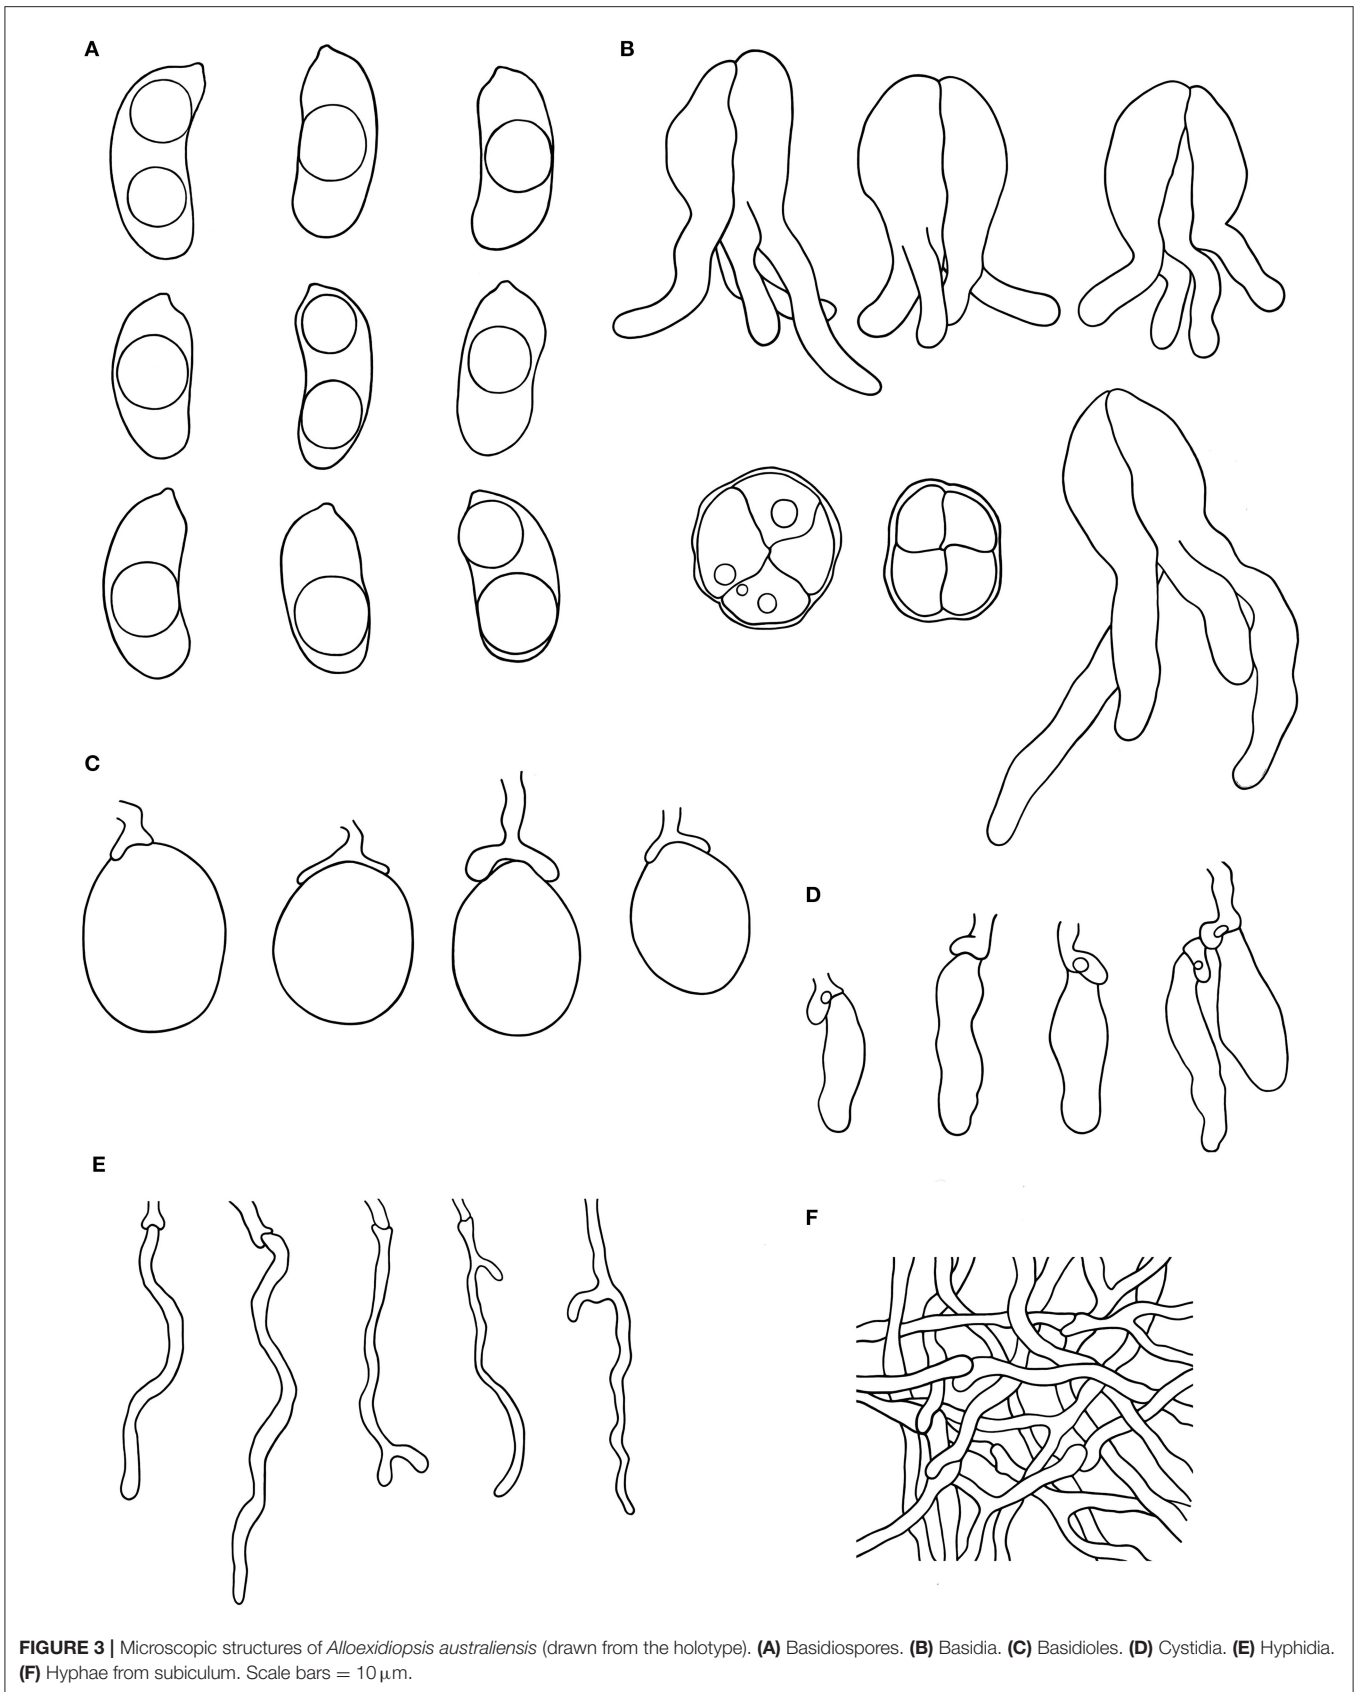 A
B
C
D
E
F
FIGURE 3 | Microscopic structures of Alloexidiopsis australiensis (drawn from the holotype). (A) Basidiospores. (B) Basidia. (C) Basidioles. (D) Cystidia. (E) Hyphidia.
(F) Hyphae from subiculum. Scale bars = 10 μm.